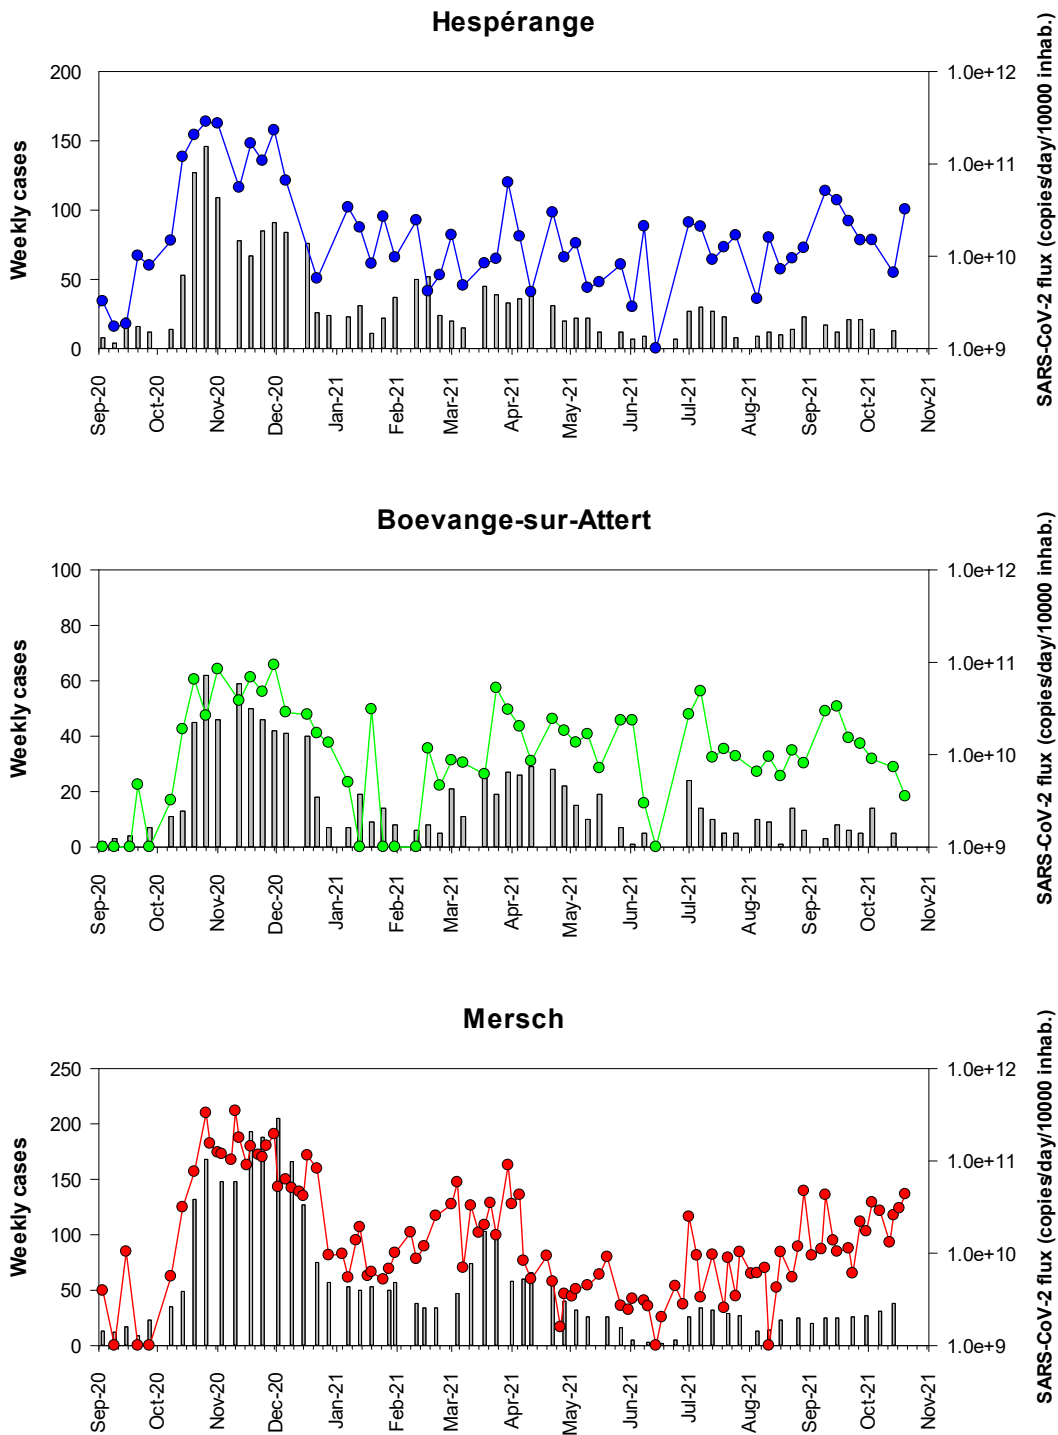 Hespérange
Weekly cases
200
150
100
50
0
1.0e+12
1.0e+11
1.0e+10
1.0e+9
SARS-CoV-2 flux (copies/day/10000 inhab.)
Sep-20
Oct-20
Nov-20
Dec-20
Jan-21
Feb-21
Mar-21
Apr-21
May-21
Jun-21
Jul-21
Aug-21
Sep-21
Oct-21
Nov-21
Boevange-sur-Attert
Weekly cases
100
80
60
40
20
0
1.0e+12
1.0e+11
1.0e+10
1.0e+9
SARS-CoV-2 flux (copies/day/10000 inhab.)
Sep-20
Oct-20
Nov-20
Dec-20
Jan-21
Feb-21
Mar-21
Apr-21
May-21
Jun-21
Jul-21
Aug-21
Sep-21
Oct-21
Nov-21
Mersch
Weekly cases
250
200
150
100
50
0
1.0e+12
1.0e+11
1.0e+10
1.0e+9
SARS-CoV-2 flux (copies/day/10000 inhab.)
Sep-20
Oct-20
Nov-20
Dec-20
Jan-21
Feb-21
Mar-21
Apr-21
May-21
Jun-21
Jul-21
Aug-21
Sep-21
Oct-21
Nov-21